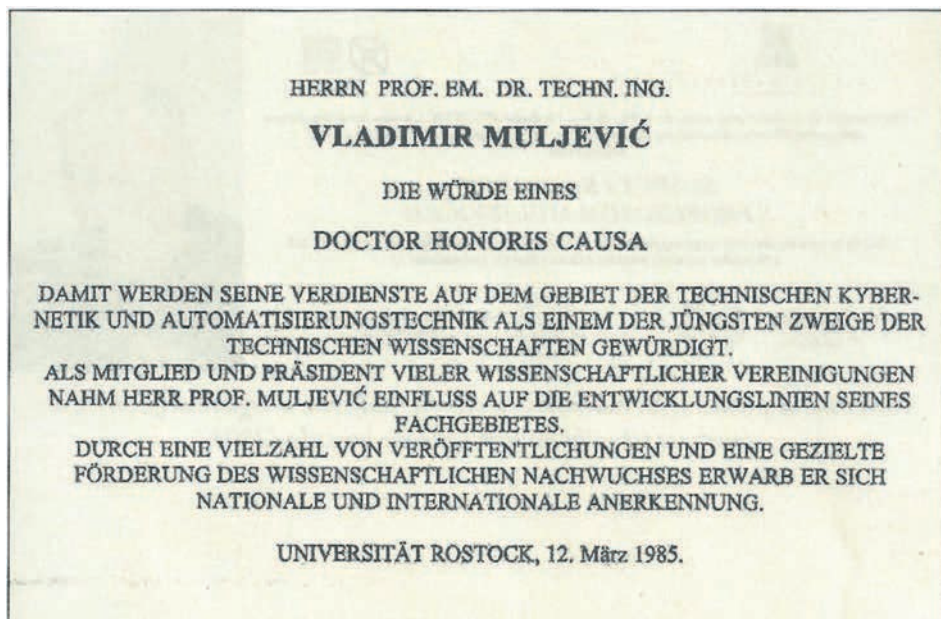 HERRN PROF. EM. DR. TECHN. ING.
VLADIMIR MULJEVIĆ
DIE WÜRDE EINES
DOCTOR HONORIS CAUSA
DAMIT WERDEN SEINE VERDIENSTE AUF DEM GEBIET DER TECHNISCHEN KYBER-
NETIK UND AUTOMATISIERUNGSTECHNIK ALS EINEM DER JÜNGSTEN ZWEIGE DER
TECHNISCHEN WISSENSCHAFTEN GEWÜRDIGT.
ALS MITGLIED UND PRÄSIDENT VIELER WISSENSCHAFTLICHER VEREINIGUNGEN
NAHM HERR PROF. MULJEVIĆ EINFLUSS AUF DIE ENTWICKLUNGSLINIEN SEINES
FACHGEBIETES.
DURCH EINE VIELZAHL VON VERÖFFTENTLICHUNGEN UND EINE GEZIELTE
FÖRDERUNG DES WISSENSCHAFTLICHEN NACHWUCHSES ERWARB ER SICH
NATIONALE UND INTERNATIONALE ANERKENNUNG.
UNIVERSITÄT ROSTOCK, 12. März 1985.